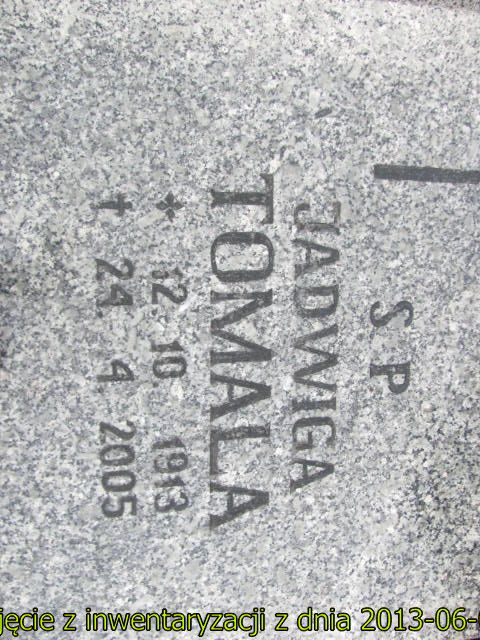 S P
JADWIGA
TOMALA
12 10 1913
† 24 4 2005
jęcie z inwentaryzacji z dnia 2013-06-